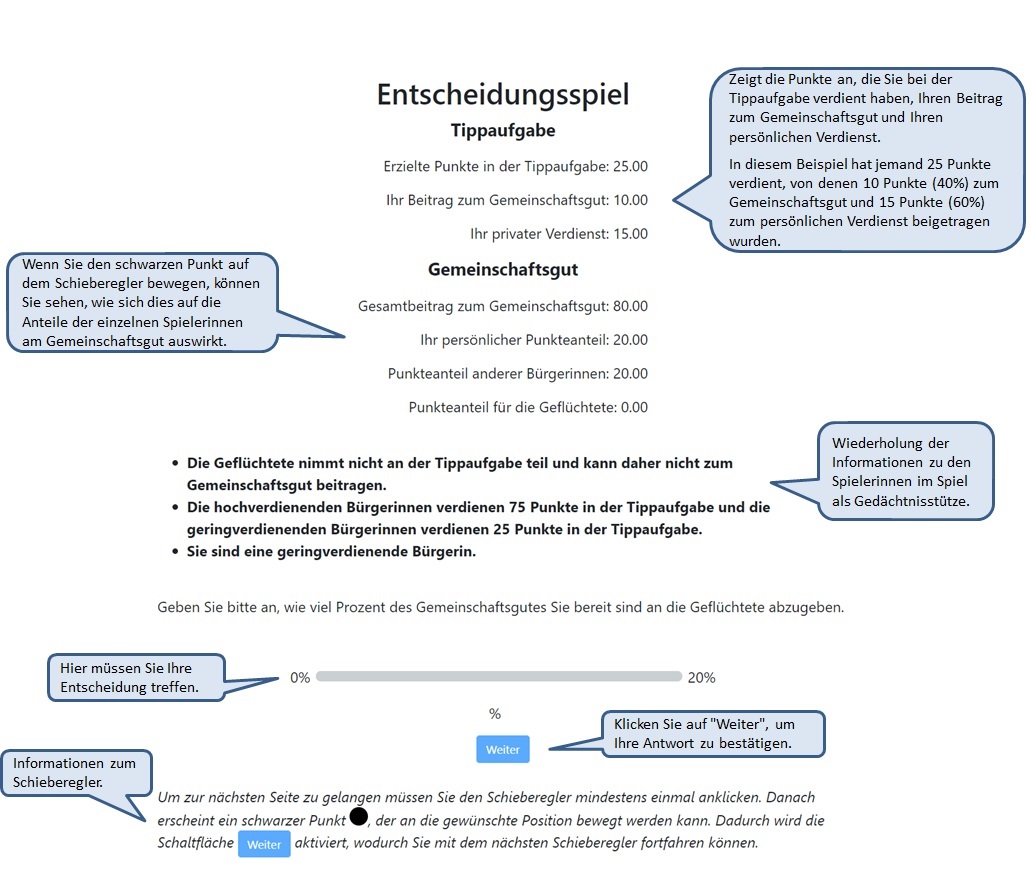 Entscheidungsspiel
Tippaufgabe
Erzielte Punkte in der Tippaufgabe: 25.00
Ihr Beitrag zum Gemeinschaftsgut: 10.00
Ihr privater Verdienst: 15.00
Zeigt die Punkte an, die Sie bei der
Tippaufgabe verdient haben, Ihren Beitrag
zum Gemeinschaftsgut und Ihren
persönlichen Verdienst.
In diesem Beispiel hat jemand 25 Punkte
verdient, von denen 10 Punkte (40%) zum
Gemeinschaftsgut und 15 Punkte (60%)
zum persönlichen Verdienst beigetragen
wurden.
Gemeinschaftsgut
Gesamtbeitrag zum Gemeinschaftsgut: 80.00
Ihr persönlicher Punkteanteil: 20.00
Punkteanteil anderer Bürgerinnen: 20.00
Punkteanteil für die Geflüchtete: 0.00
Wenn Sie den schwarzen Punkt auf
dem Schieberegler bewegen, können
Sie sehen, wie sich dies auf die
Anteile der einzelnen Spielerinnen
am Gemeinschaftsgut auswirkt.
• Die Geflüchtete nimmt nicht an der Tippaufgabe teil und kann daher nicht zum
Gemeinschaftsgut beitragen.
• Die hochverdienenden Bürgerinnen verdienen 75 Punkte in der Tippaufgabe und die
geringverdienenden Bürgerinnen verdienen 25 Punkte in der Tippaufgabe.
• Sie sind eine geringverdienende Bürgerin.
Wiederholung der
Informationen zu den
Spielerinnen im Spiel
als Gedächtnisstütze.
Geben Sie bitte an, wie viel Prozent des Gemeinschaftsgutes Sie bereit sind an die Geflüchtete abzugeben.
Hier müssen Sie Ihre
Entscheidung treffen.
0% 20%
%
Weiter
Klicken Sie auf "Weiter", um
Ihre Antwort zu bestätigen.
Informationen zum
Schieberegler.
Um zur nächsten Seite zu gelangen müssen Sie den Schieberegler mindestens einmal anklicken. Danach
erscheint ein schwarzer Punkt , der an die gewünschte Position bewegt werden kann. Dadurch wird die
Schaltfläche Weiter aktiviert, wodurch Sie mit dem nächsten Schieberegler fortfahren können.